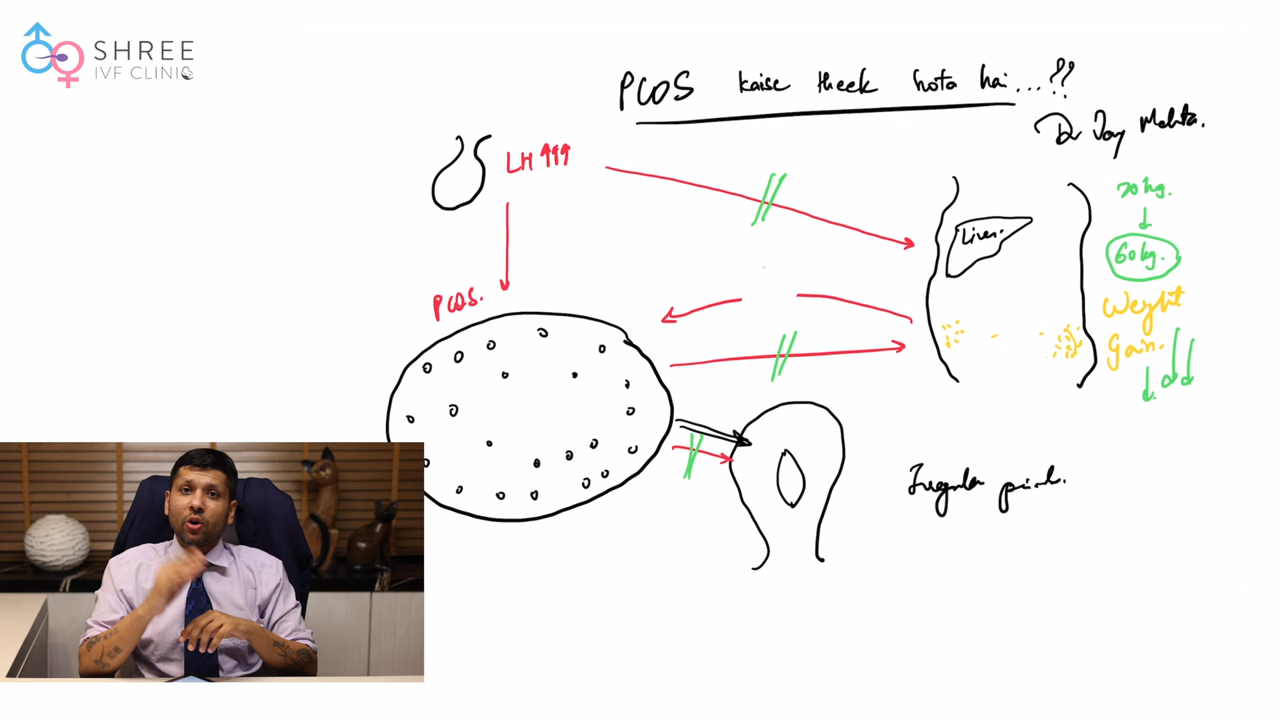 SHREE
IVF CLINIC
PCOS kaise theek hota hai...??
Dr Jay Mehta.
LH↑↑↑
PCOS.
Liver.
70 kg.
↓
60 kg.
Weight
Gain.
Irregular